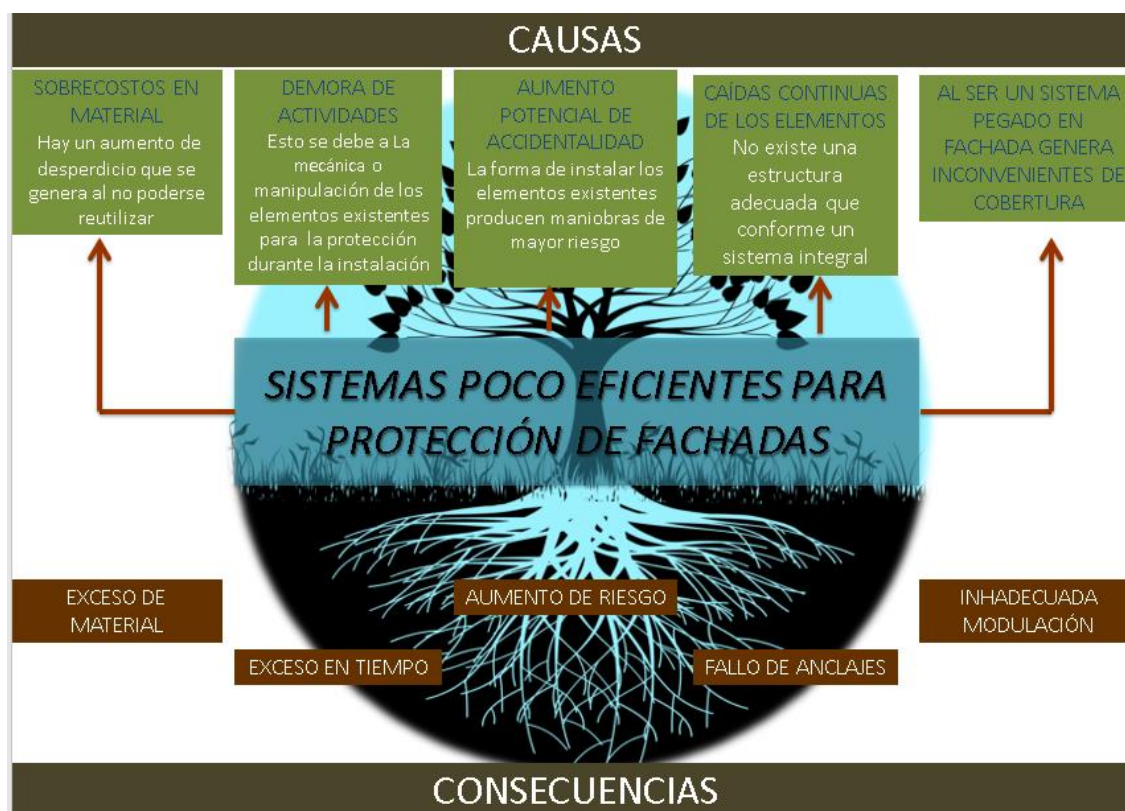 CAUSAS
SOBRECOSTOS EN
MATERIAL
Hay un aumento de
desperdicio que se
genera al no poderse
reutilizar
DEMORA DE
ACTIVIDADES
Esto se debe a La
mecánica o
manipulación de los
elementos existentes
para la protección
durante la instalación
AUMENTO
POTENCIAL DE
ACCIDENTALIDAD
La forma de instalar los
elementos existentes
producen maniobras de
mayor riesgo
CAÍDAS CONTINUAS
DE LOS ELEMENTOS
No existe una
estructura
adecuada que
conforme un
sistema integral
AL SER UN SISTEMA
PEGADO EN
FACHADA GENERA
INCONVENIENTES DE
COBERTURA
SISTEMAS POCO EFICIENTES PARA
PROTECCIÓN DE FACHADAS
EXCESO DE
MATERIAL
EXCESO EN TIEMPO
AUMENTO DE RIESGO
FALLO DE ANCLAJES
INHADECUADA
MODULACIÓN
CONSECUENCIAS